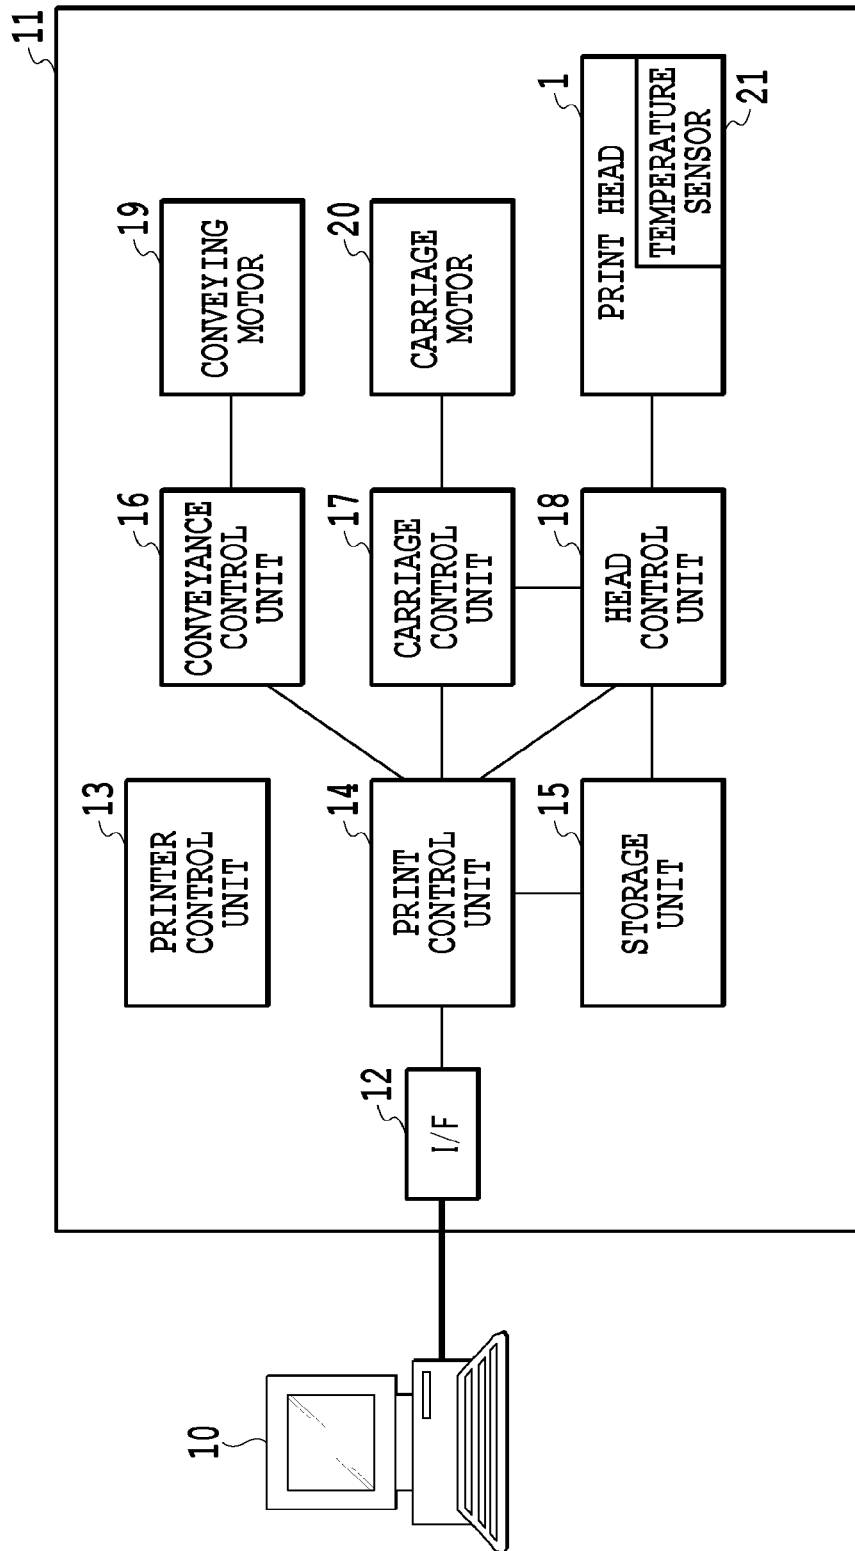 11
13
PRINTER
CONTROL
UNIT
16
CONVEYANCE
CONTROL
UNIT
19
CONVEYING
MOTOR
10
12
I/F
14
PRINT
CONTROL
UNIT
17
CARRIAGE
CONTROL
UNIT
20
CARRIAGE
MOTOR
15
STORAGE
UNIT
18
HEAD
CONTROL
UNIT
1
PRINT HEAD
TEMPERATURE
SENSOR
21